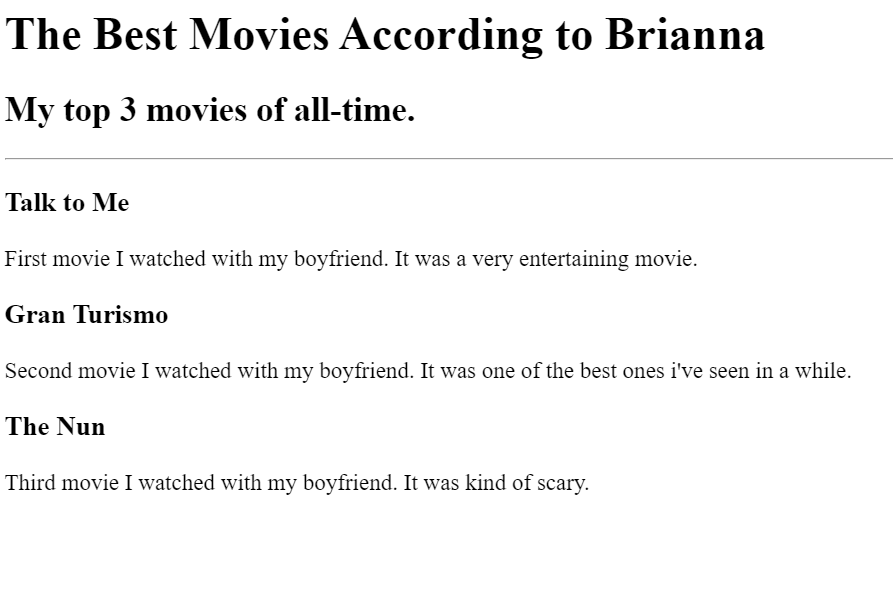 The Best Movies According to Brianna
My top 3 movies of all-time.
Talk to Me
First movie I watched with my boyfriend. It was a very entertaining movie.
Gran Turismo
Second movie I watched with my boyfriend. It was one of the best ones i've seen in a while.
The Nun
Third movie I watched with my boyfriend. It was kind of scary.